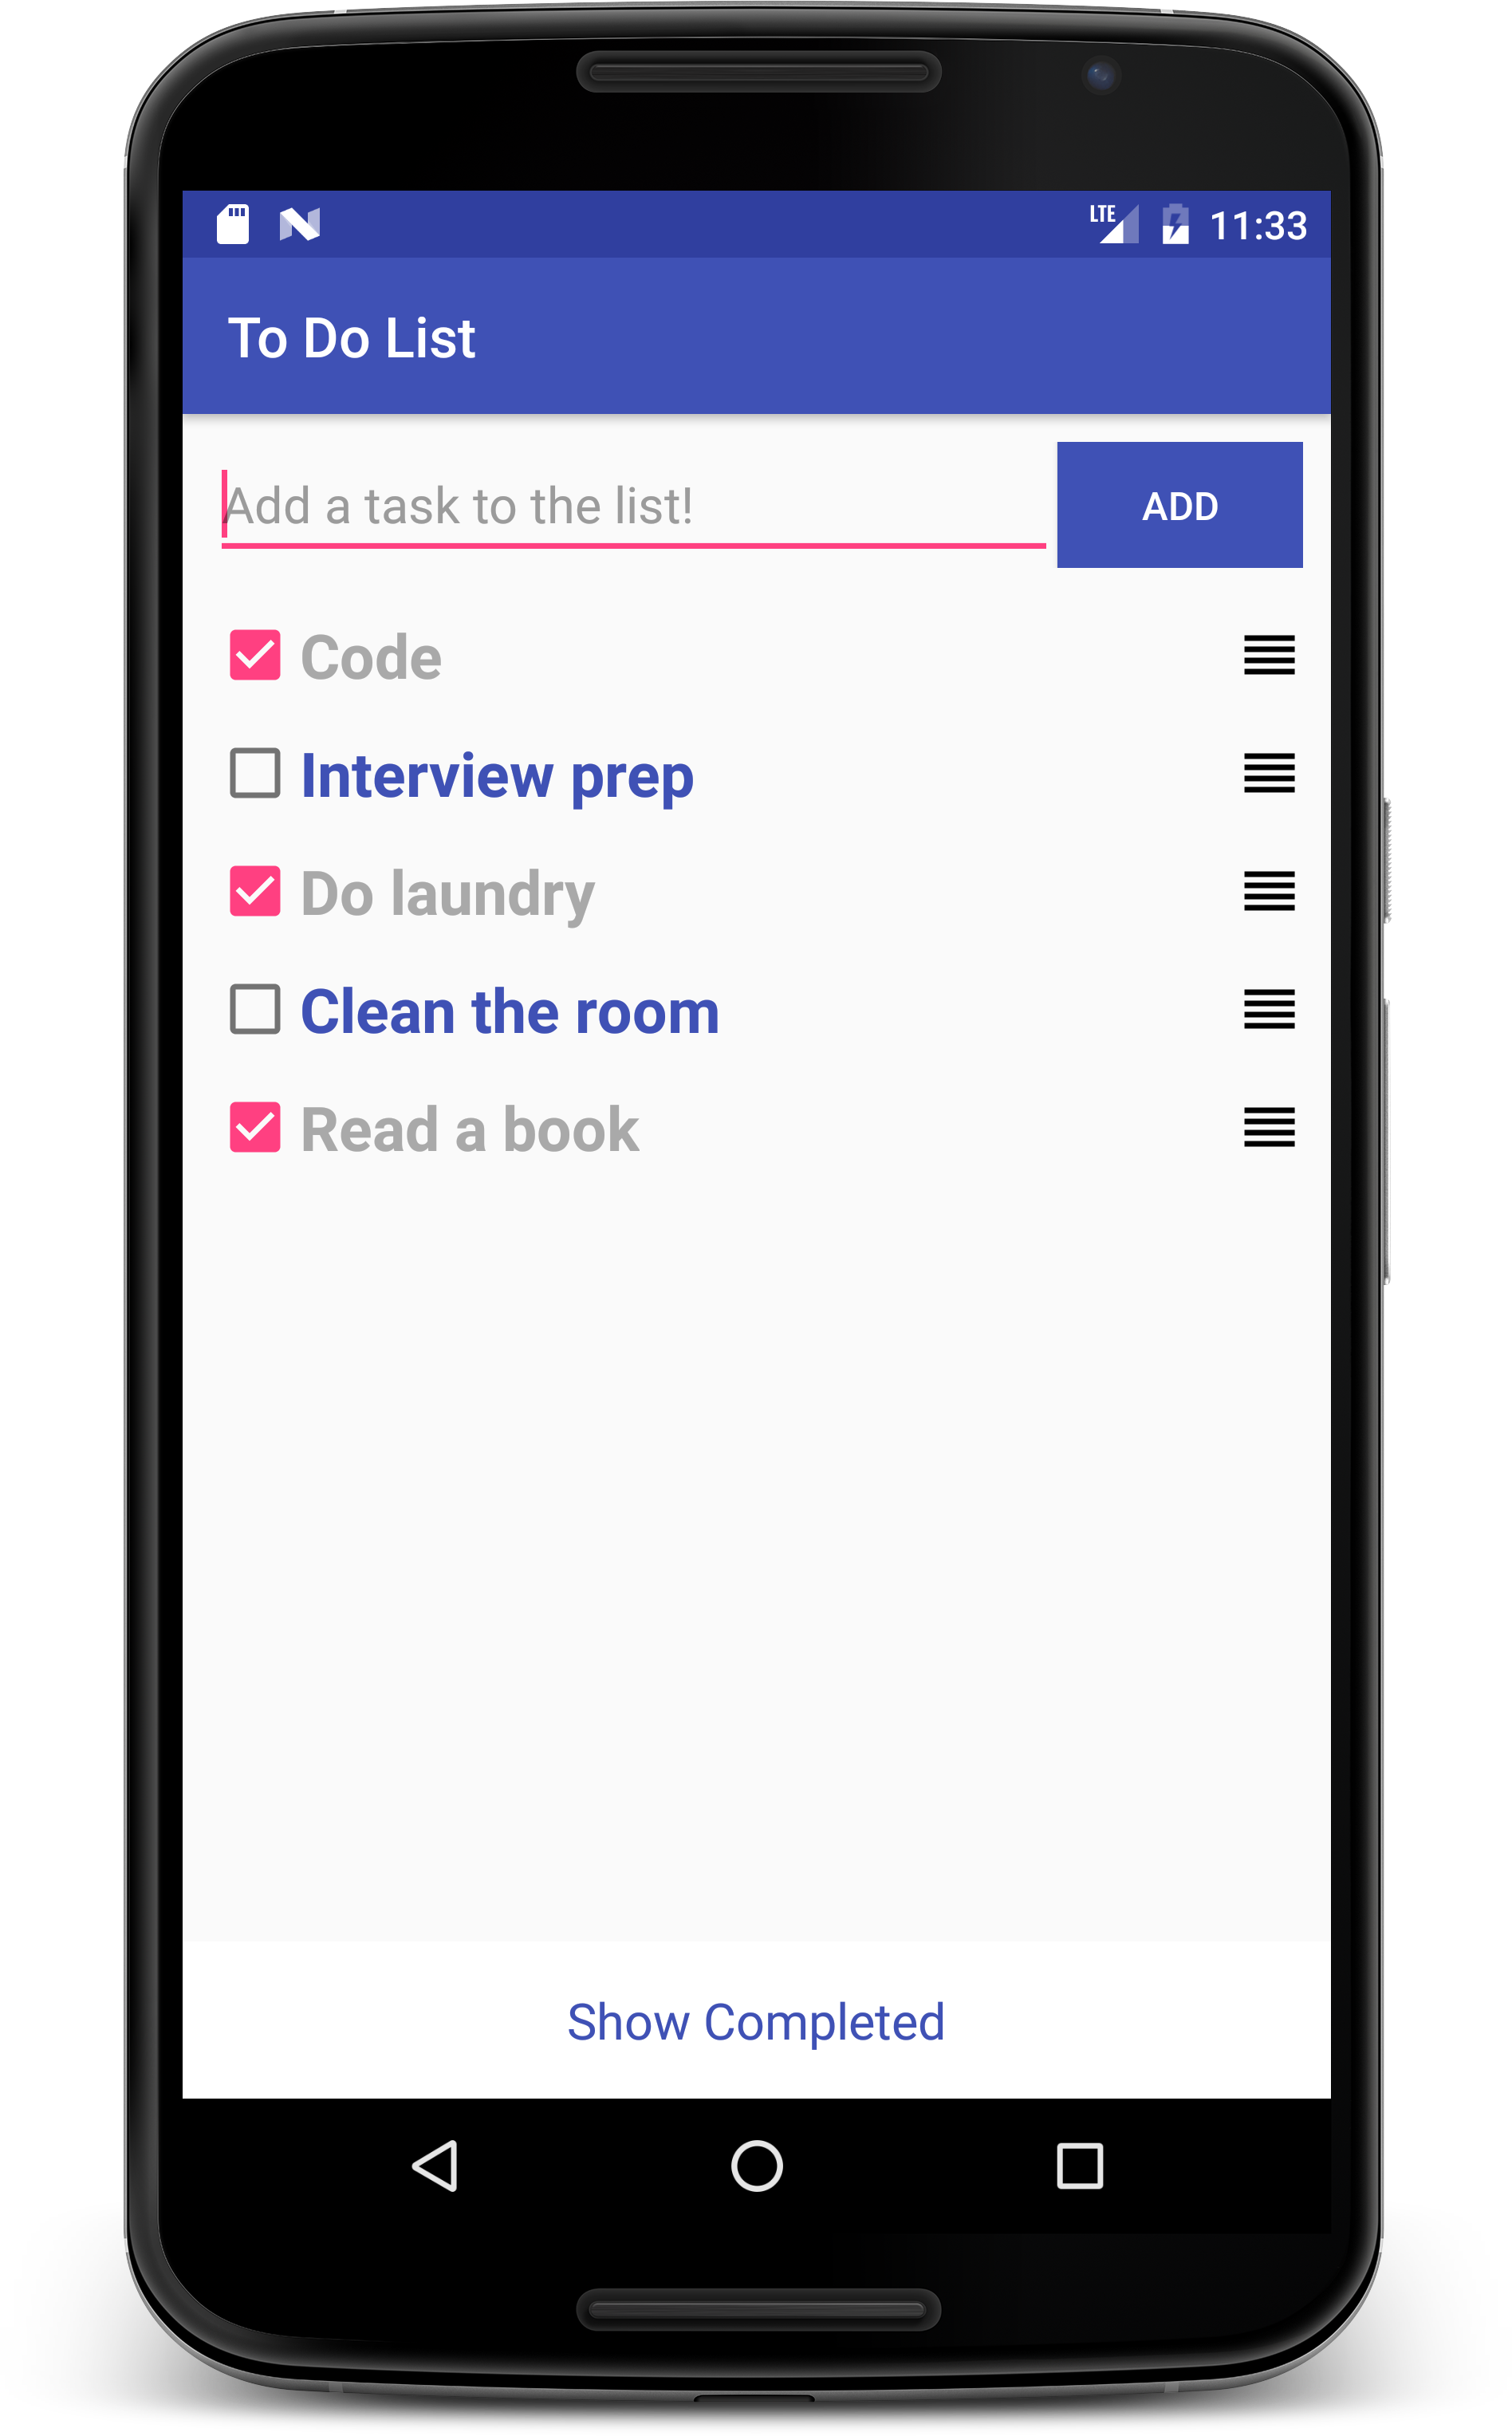 LTE 11:33
To Do List
Add a task to the list!
ADD
Code
Interview prep
Do laundry
Clean the room
Read a book
Show Completed